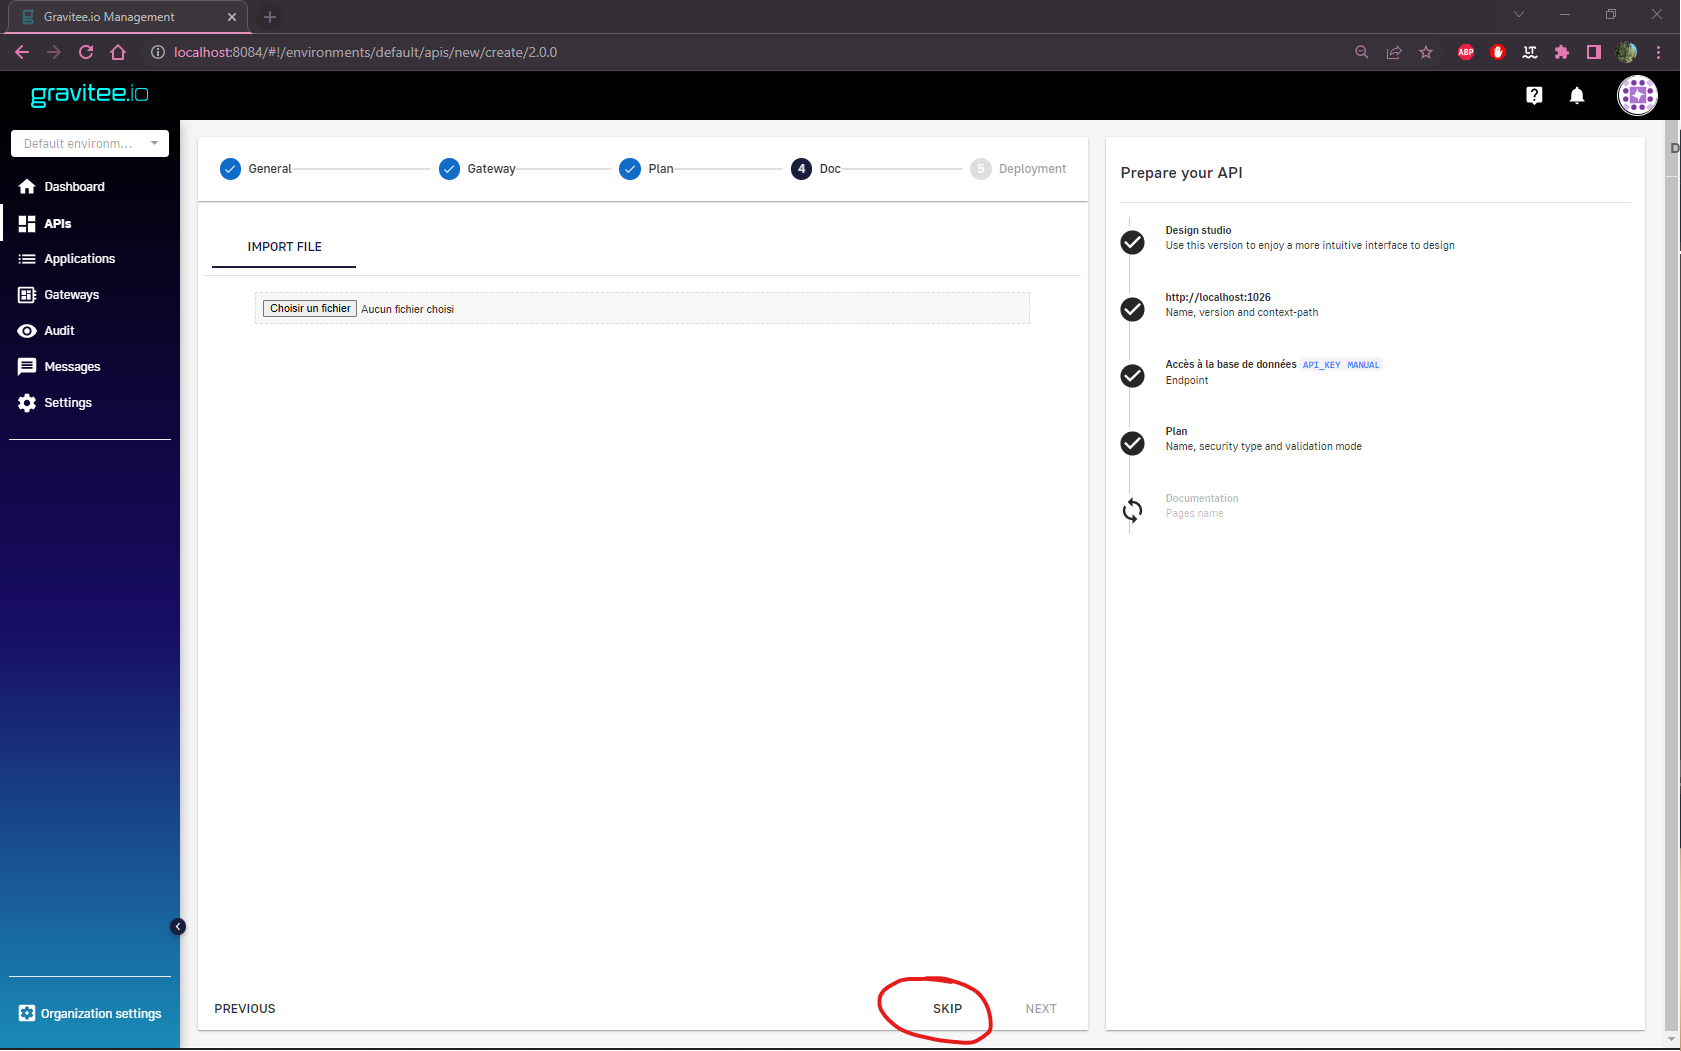 Gravitee.io Management
localhost:8084/#!/environments/default/apis/new/create/2.0.0
ABP
gravitee.io
Default environm...
Dashboard
APIs
Applications
Gateways
Audit
Messages
Settings
Organization settings
General
Gateway
Plan
4 Doc
5 Deployment
IMPORT FILE
Choisir un fichier Aucun fichier choisi
PREVIOUS
SKIP
NEXT
Prepare your API
Design studio
Use this version to enjoy a more intuitive interface to design
http://localhost:1026
Name, version and context-path
Accès à la base de données API_KEY MANUAL
Endpoint
Plan
Name, security type and validation mode
Documentation
Pages name
D